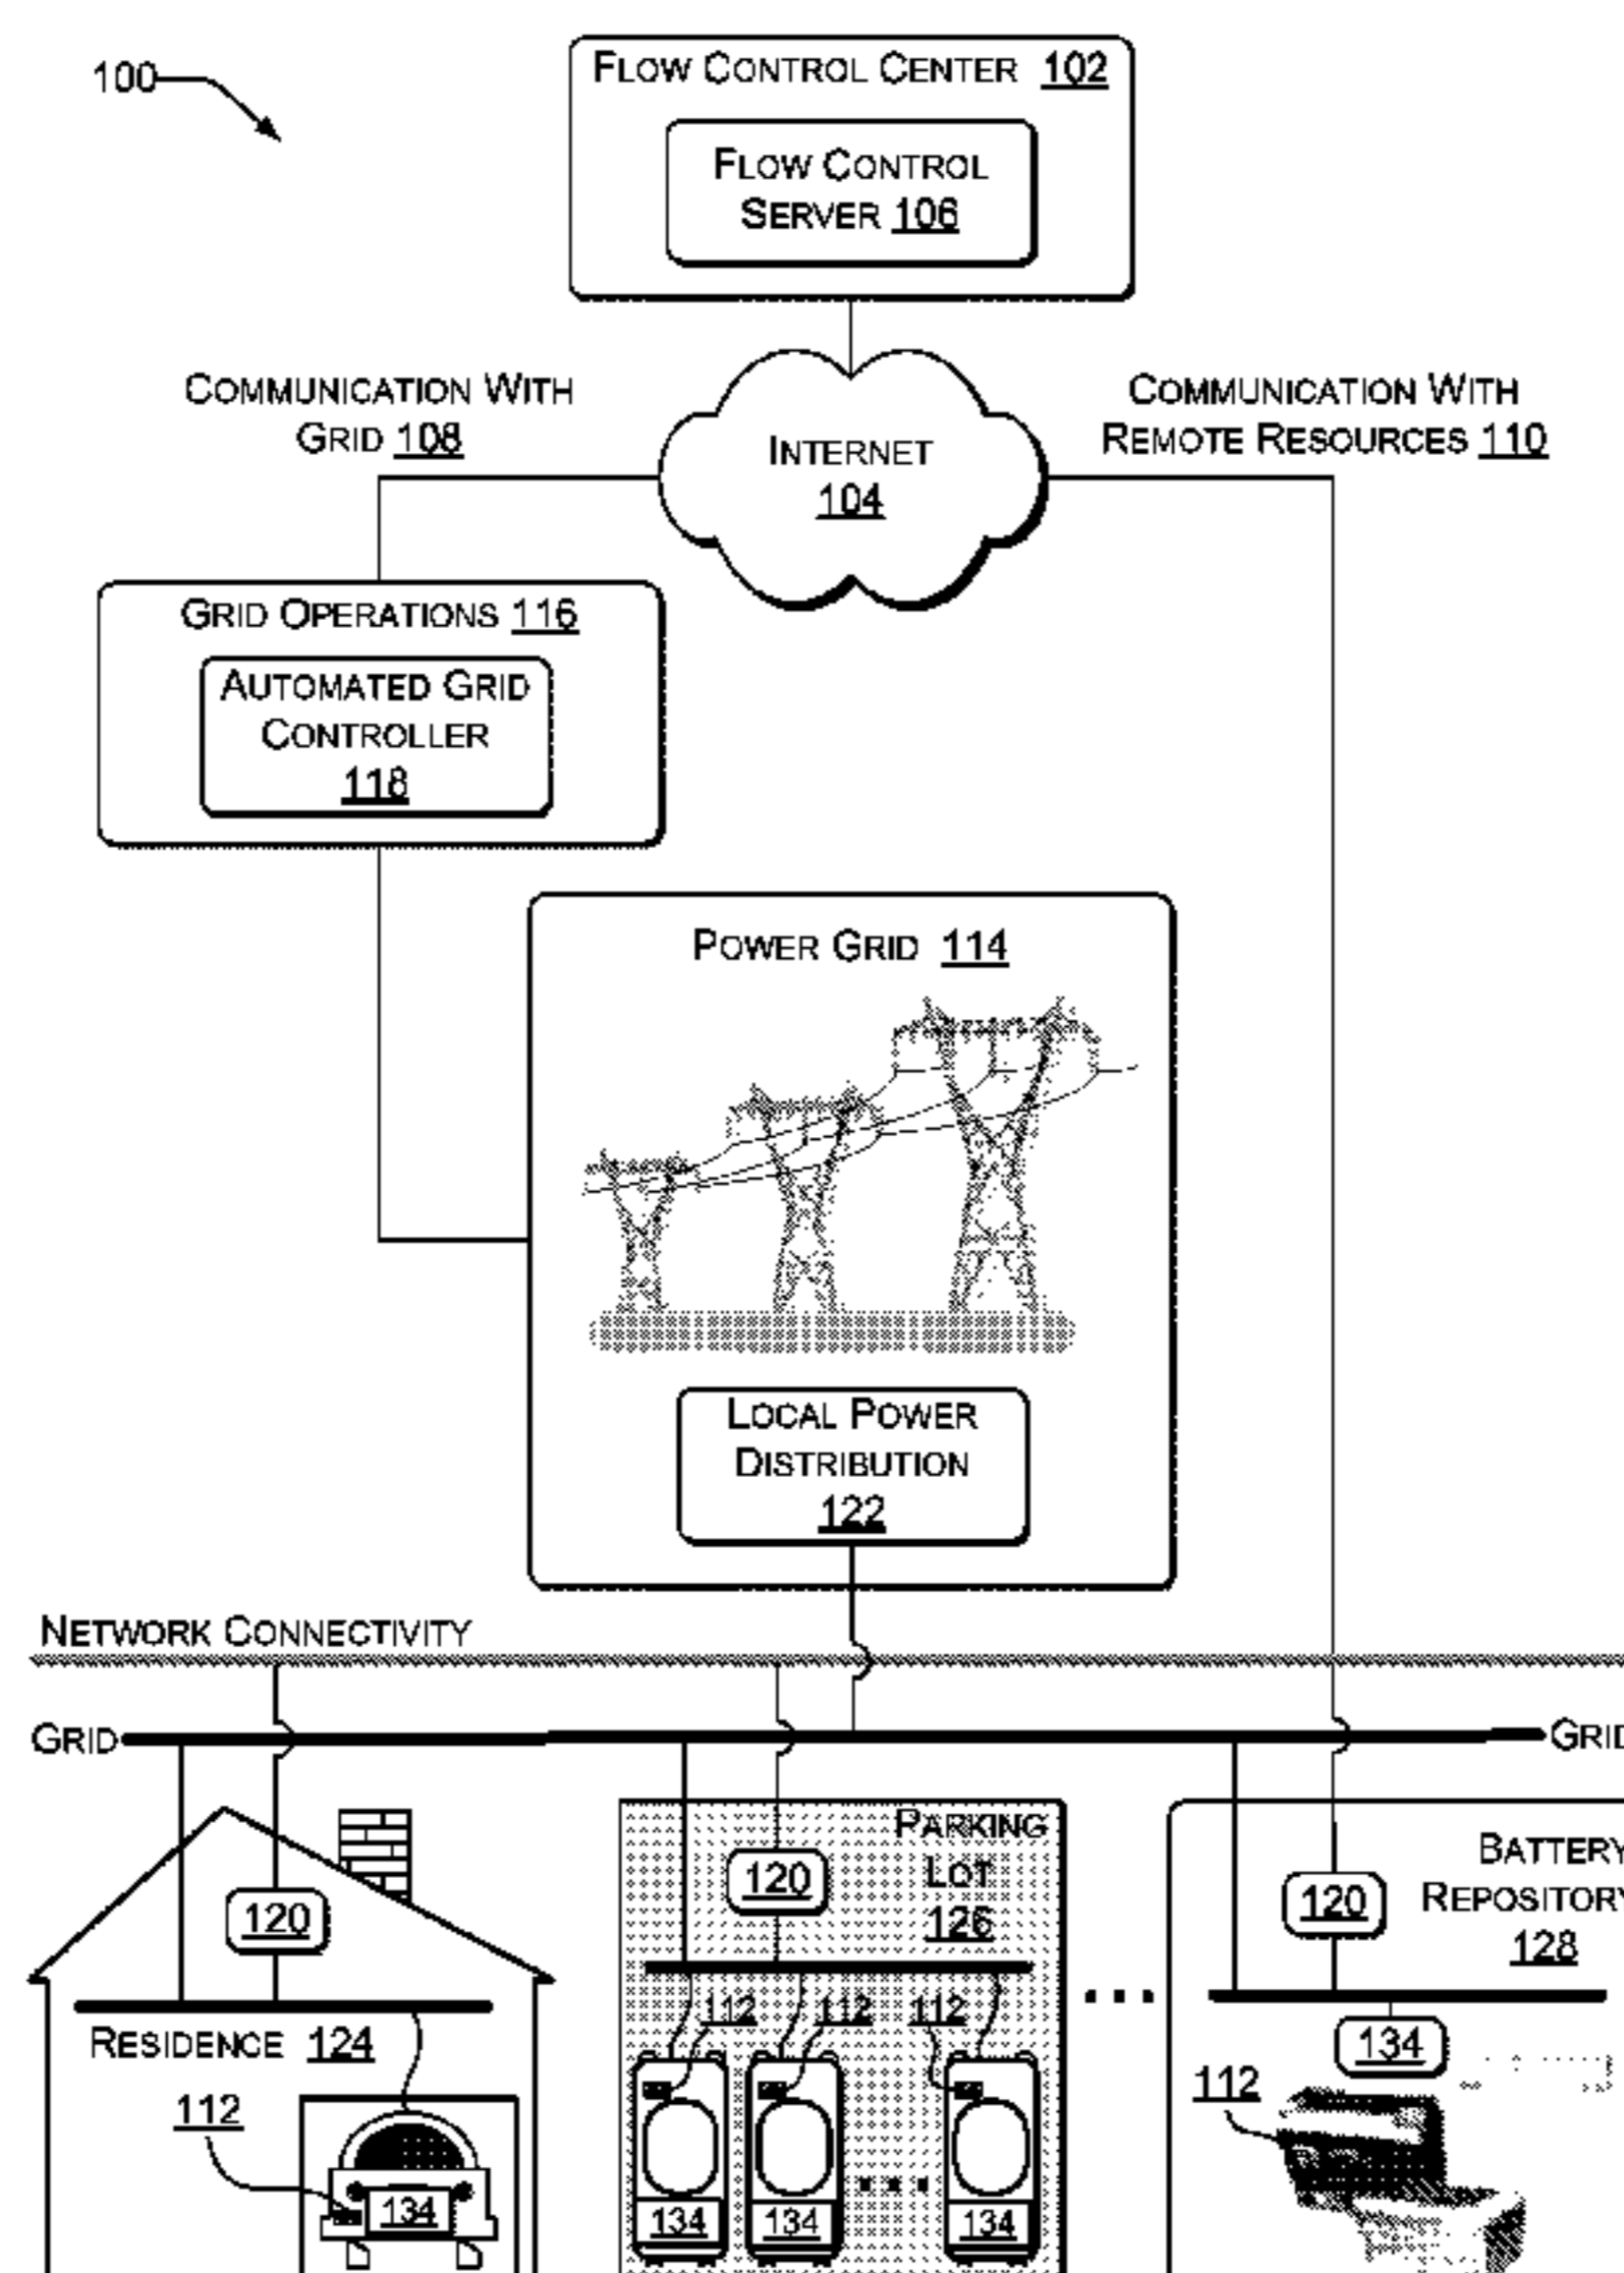 100
FLOW CONTROL CENTER 102
FLOW CONTROL
SERVER 106
COMMUNICATION WITH
GRID 108
INTERNET
104
COMMUNICATION WITH
REMOTE RESOURCES 110
GRID OPERATIONS 116
AUTOMATED GRID
CONTROLLER
118
POWER GRID 114
LOCAL POWER
DISTRIBUTION
122
NETWORK CONNECTIVITY
GRID
GRID
120
RESIDENCE 124
112
134
PARKING
LOT
126
120
112
112
112
134
134
134
BATTERY
REPOSITORY
128
120
134
112